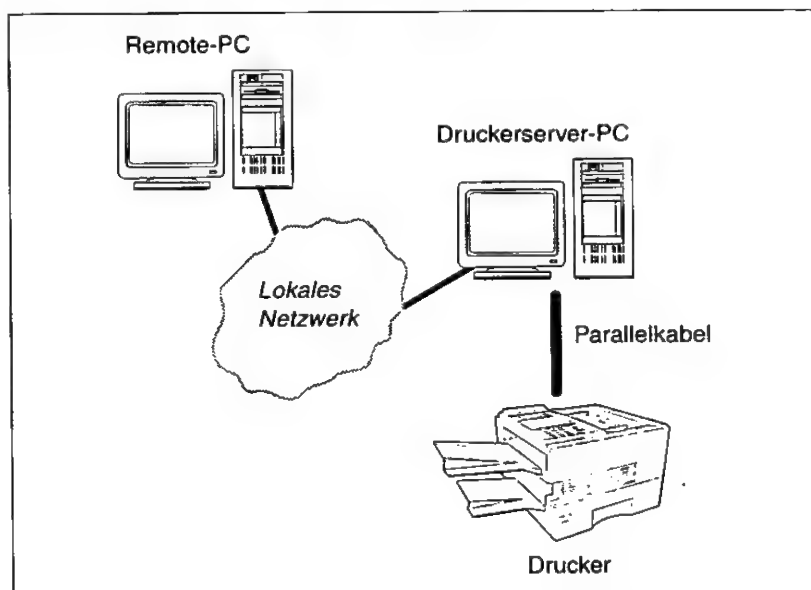 Remote-PC
Druckerserver-PC
Lokales
Netzwerk
Parallelkabel
Drucker